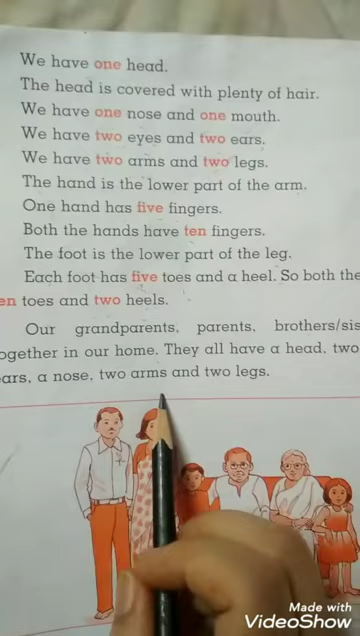 We have one head.
The head is covered with plenty of hair.
We have one nose and one mouth.
We have two eyes and two ears.
We have two arms and two legs.
The hand is the lower part of the arm.
One hand has five fingers.
Both the hands have ten fingers.
The foot is the lower part of the leg.
Each foot has five toes and a heel. So both the
en toes and two heels.
Our grandparents, parents, brothers/sis
ogether in our home. They all have a head, two
ears, a nose, two arms and two legs.
Made with
VideoShow